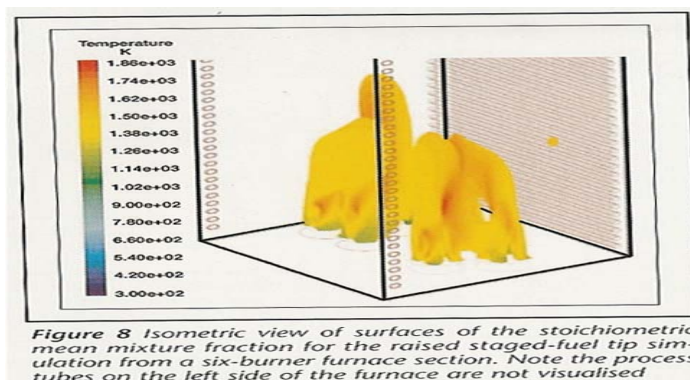 Temperature
K
1.86e+03
1.74e+03
1.62e+03
1.50e+03
1.38e+03
1.26e+03
1.14e+03
1.02e+03
9.00e+02
7.80e+02
6.60e+02
5.40e+02
4.20e+02
3.00e+02
Figure 8 Isometric view of surfaces of the stoichiometric
mean mixture fraction for the raised staged-fuel tip sim-
ulation from a six-burner furnace section. Note the process
tubes on the left side of the furnace are not visualised